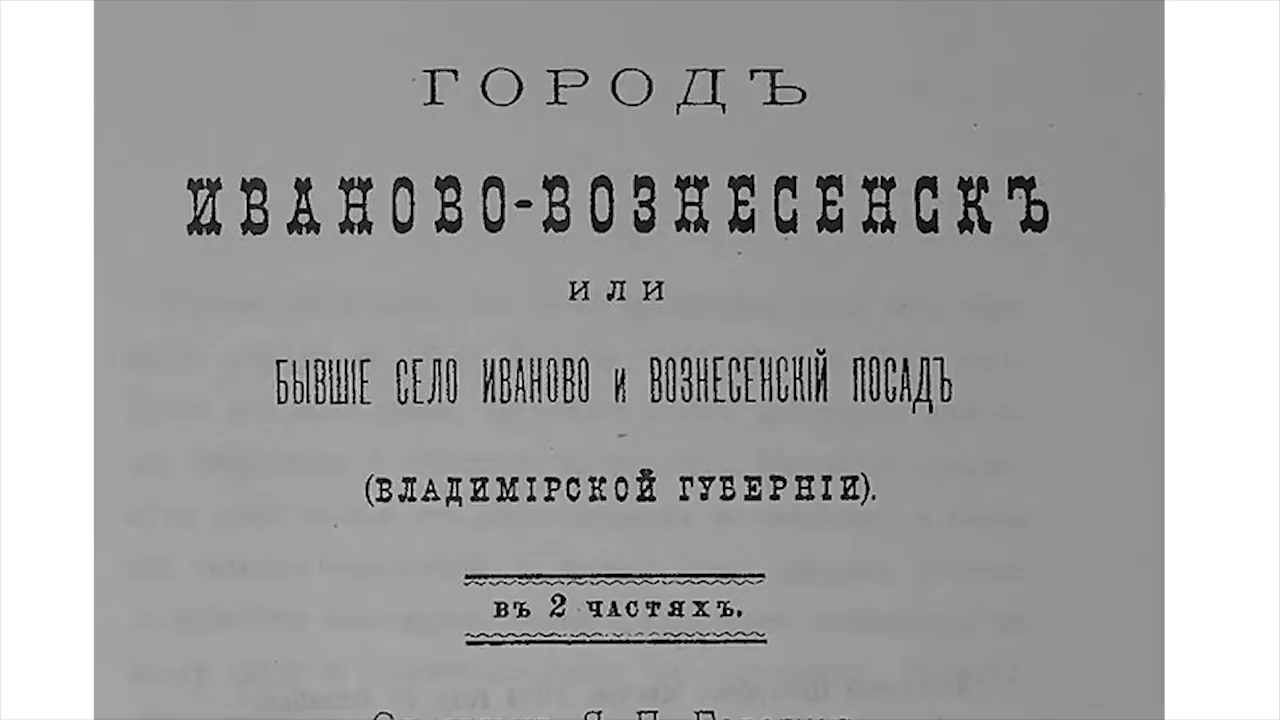 ГОРОДЪ
ИВАНОВО-ВОЗНЕСЕНСКЪ
ИЛИ
БЫВШІЕ СЕЛО ИВАНОВО и ВОЗНЕСЕНСКІЙ ПОСАДЪ
(ВЛАДИМІРСКОЙ ГУБЕРНІИ).
ВЪ 2 ЧАСТЯХЪ.
Я. П.